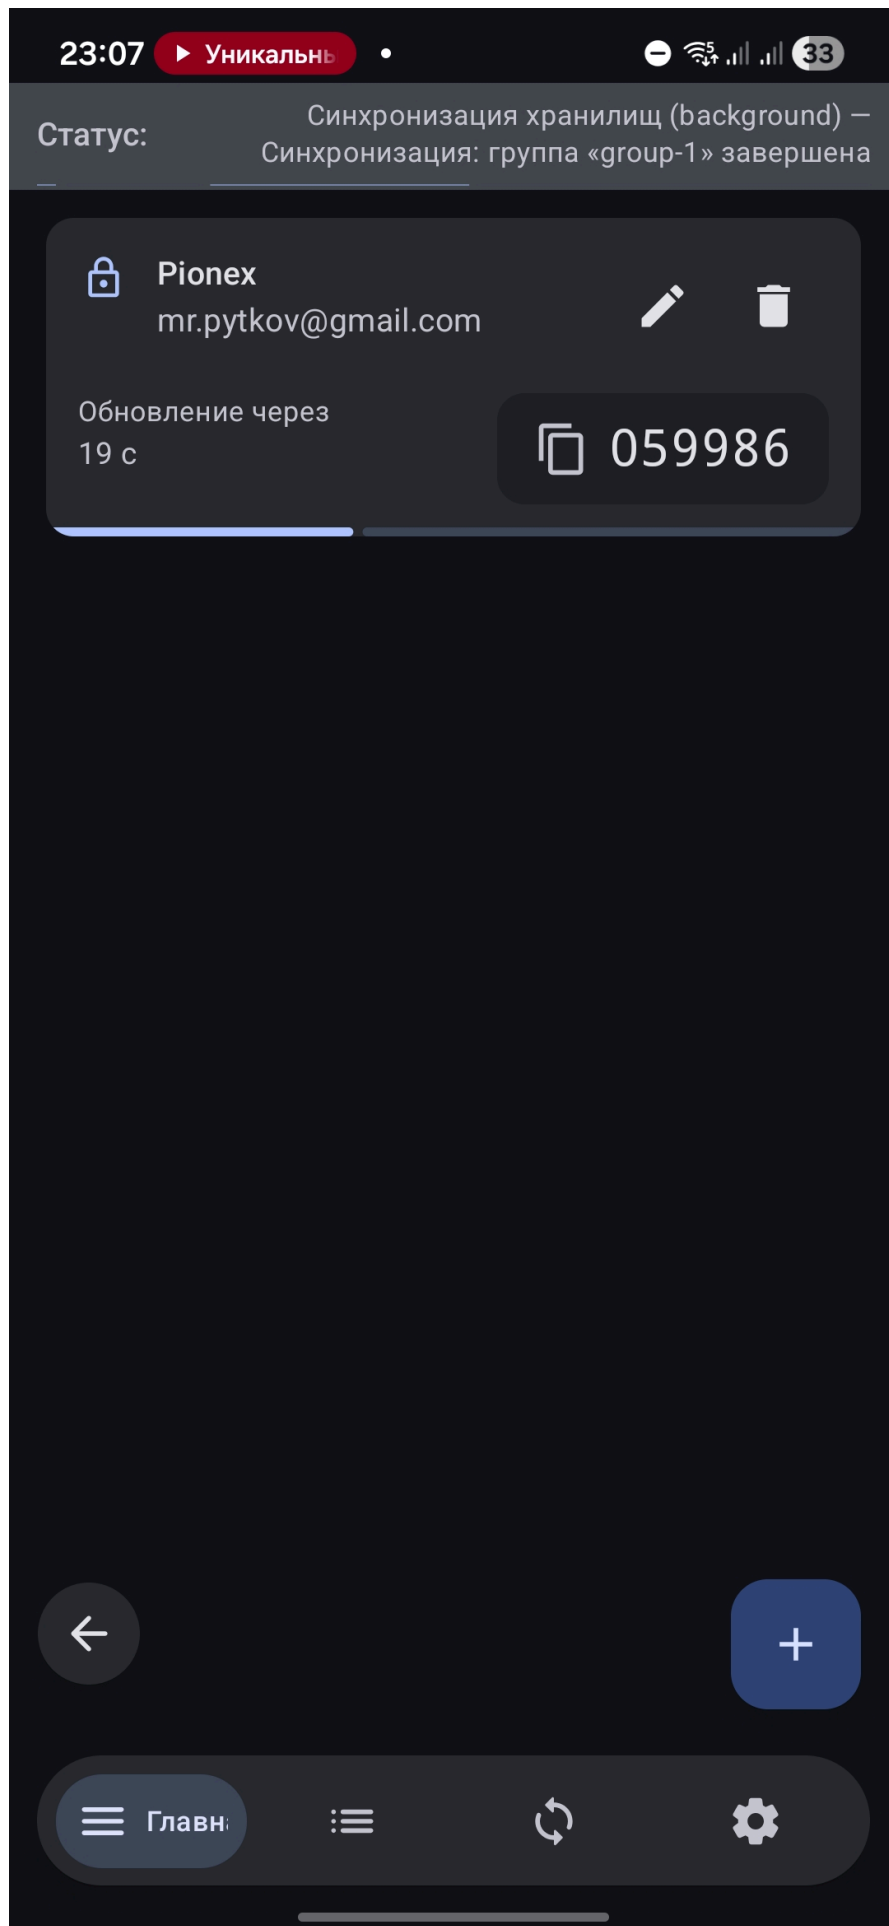 23:07
Уникальнь
33
Статус:
Синхронизация хранилищ (background) —
Синхронизация: группа «group-1» завершена
Pionex
mr.pytkov@gmail.com
Обновление через
19 с
059986
Главн